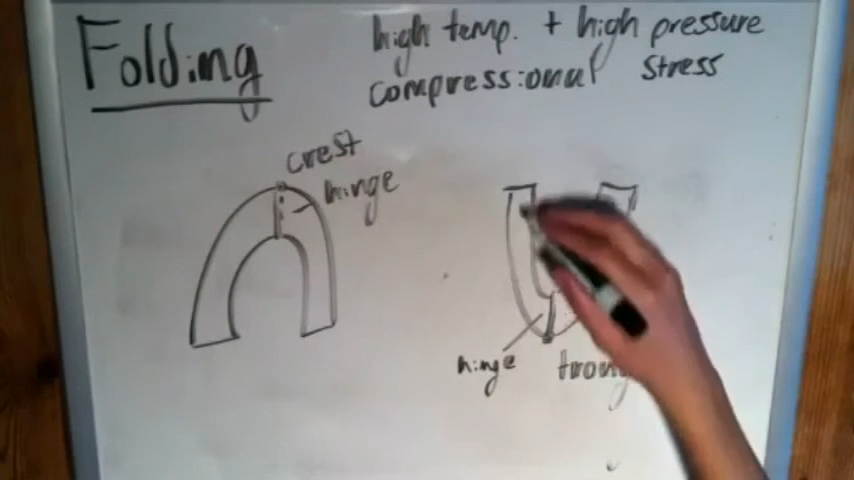 Folding
high temp. + high pressure
compressional stress
crest
hinge
hinge